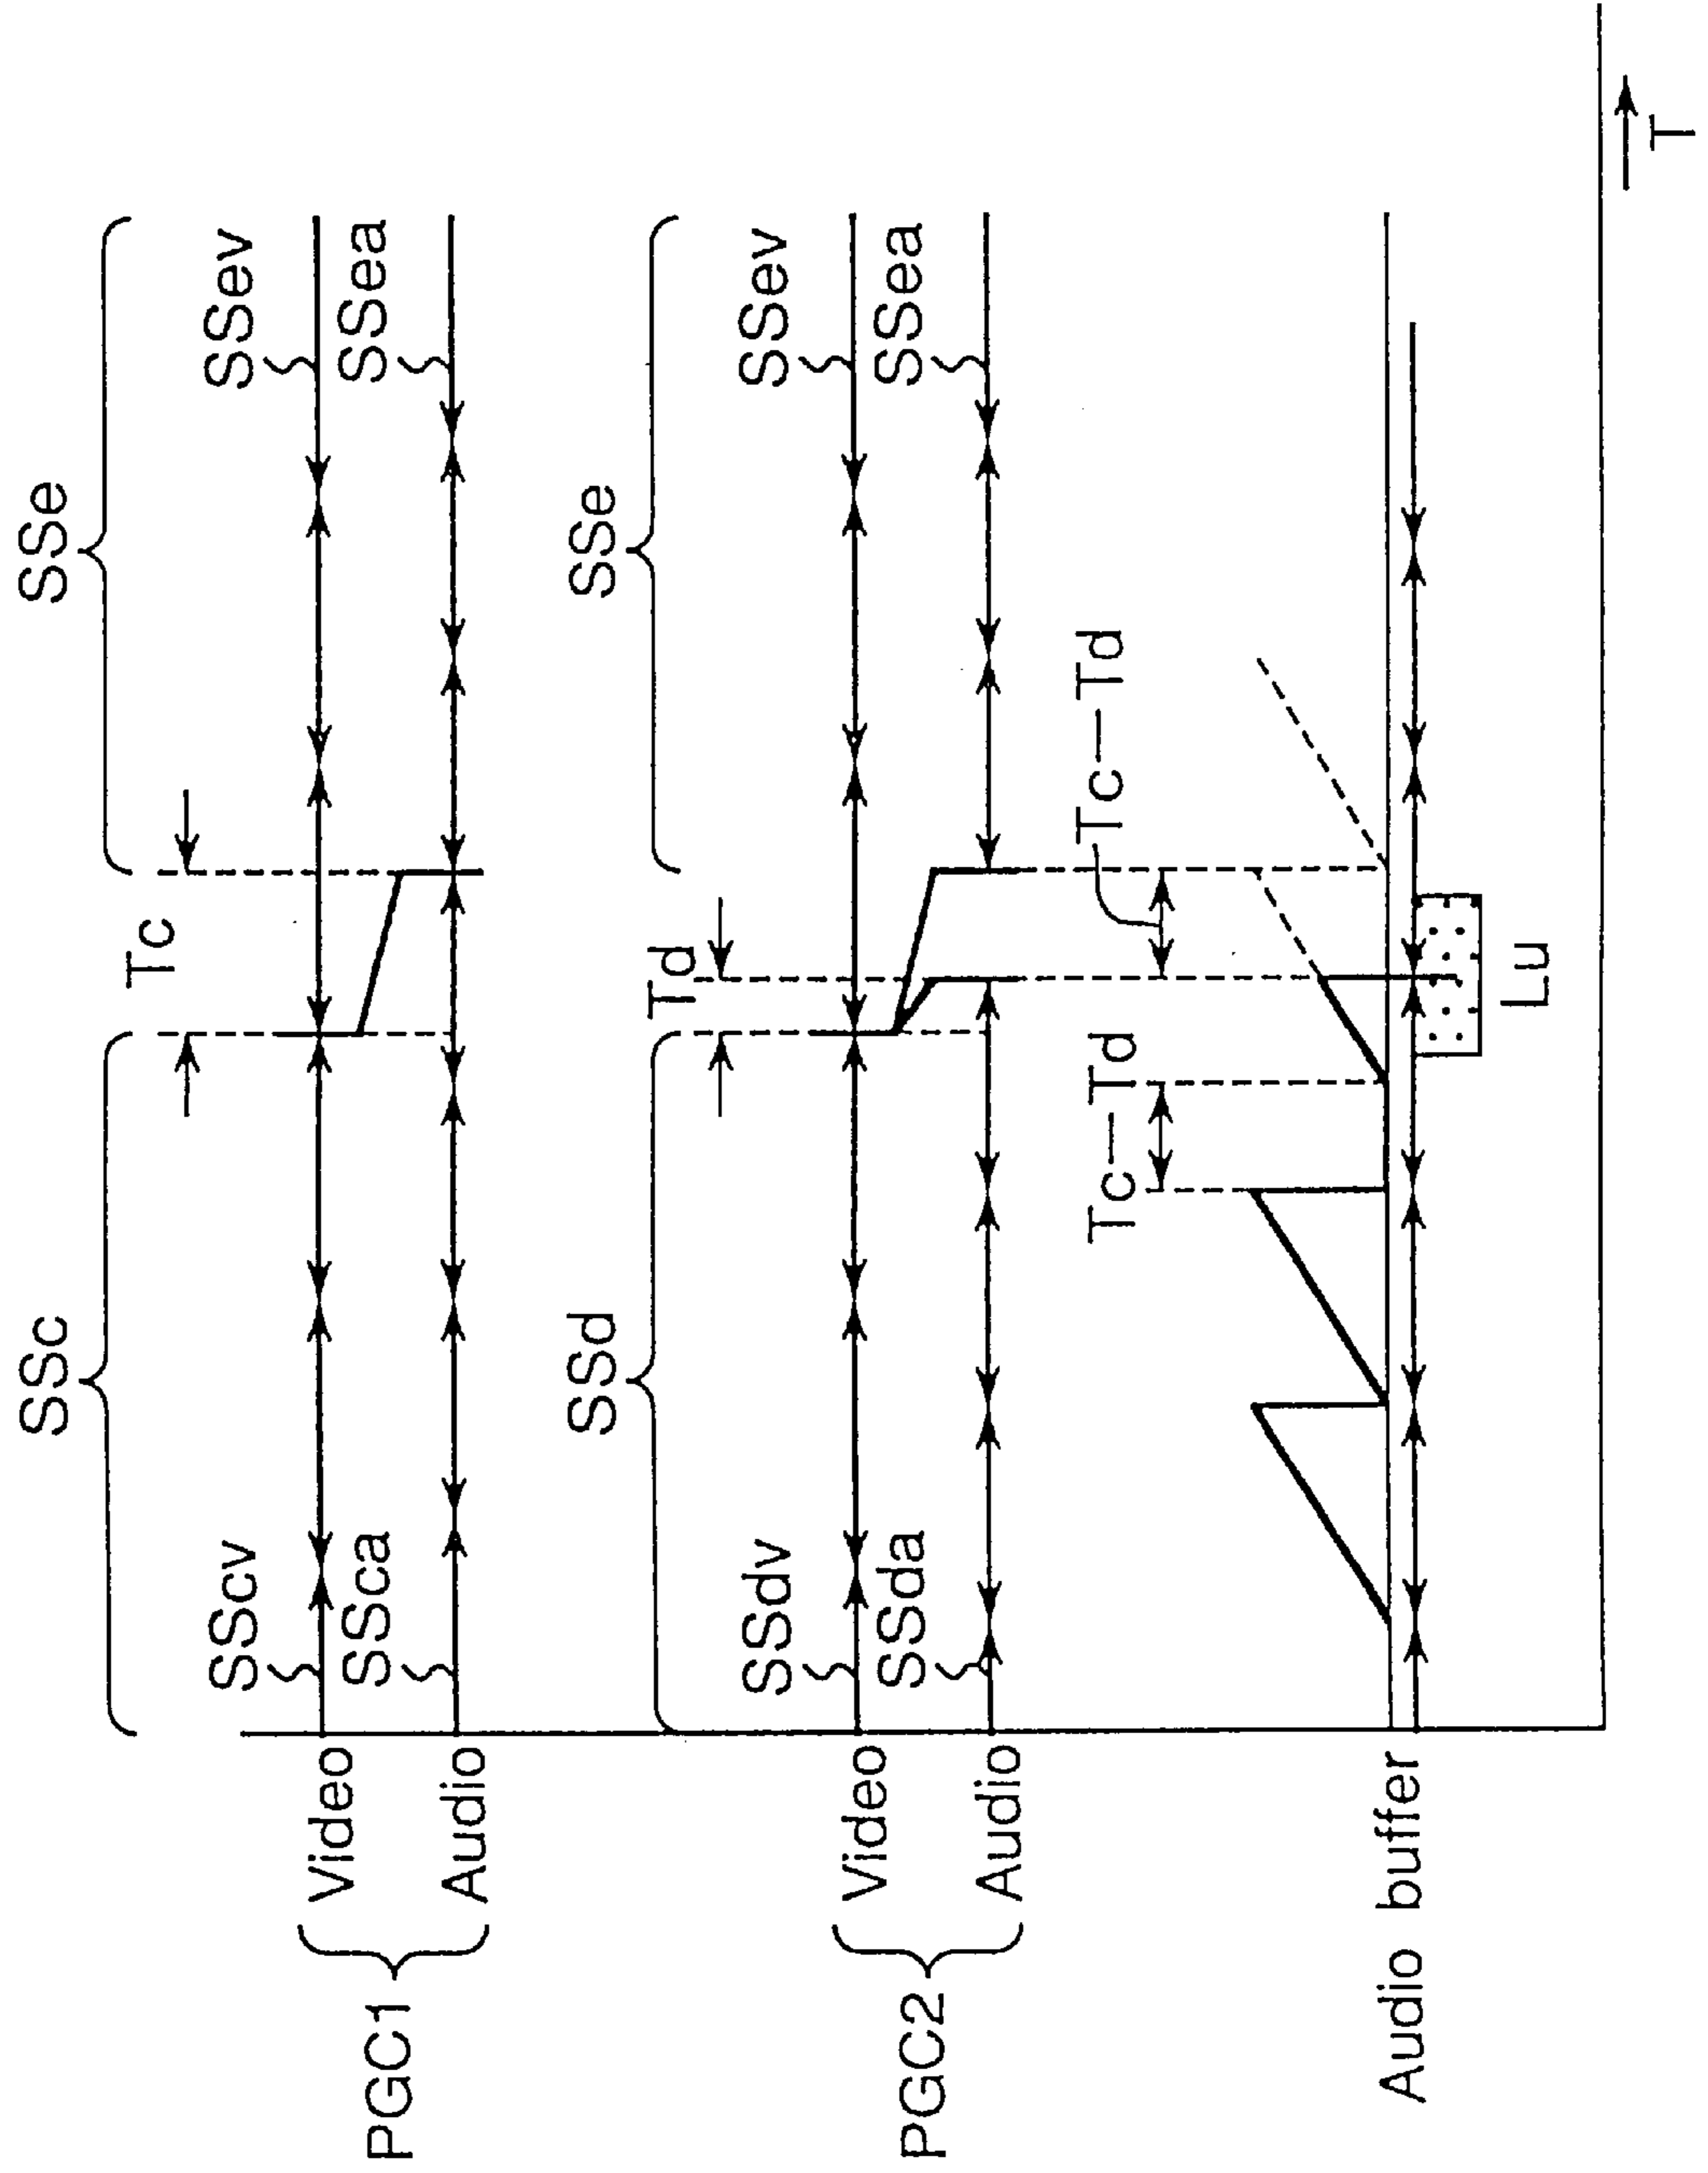 SSc
SSe
Tc
SScv
SSev
SSca
SSea
PGC1
Video
Audio
SSd
SSe
Td
SSdv
SSev
SSda
SSea
PGC2
Video
Audio
Tc—Td
Tc—Td
Audio buffer
Lu
T